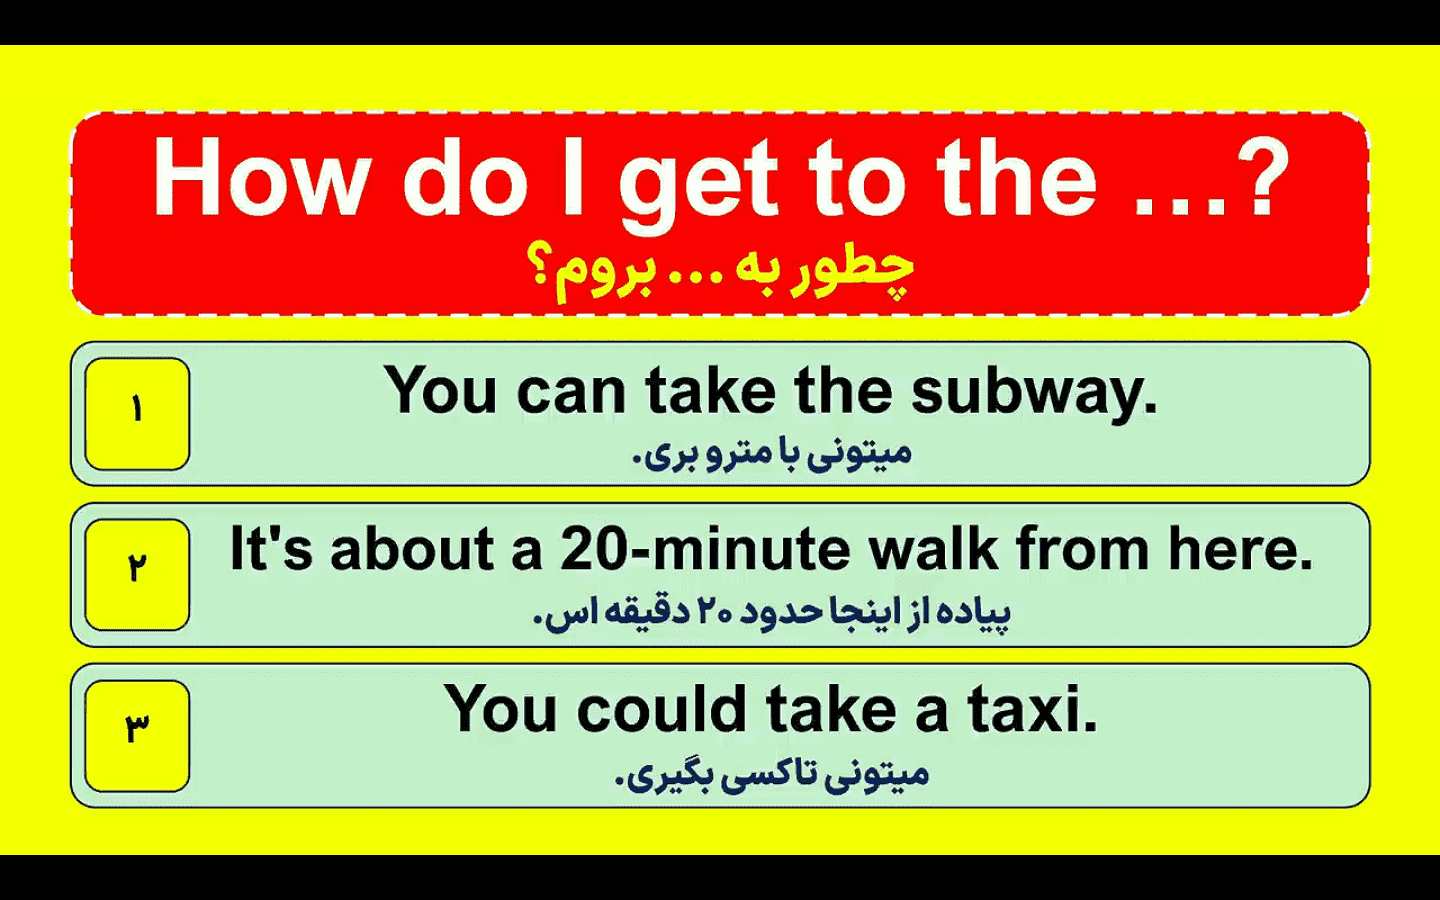 How do I get to the ...?
چطور به ... بروم؟
۱
You can take the subway.
میتونی با مترو بری.
۲
It's about a 20-minute walk from here.
پیاده از اینجا حدود ۲۰ دقیقه اس.
۳
You could take a taxi.
میتونی تاکسی بگیری.